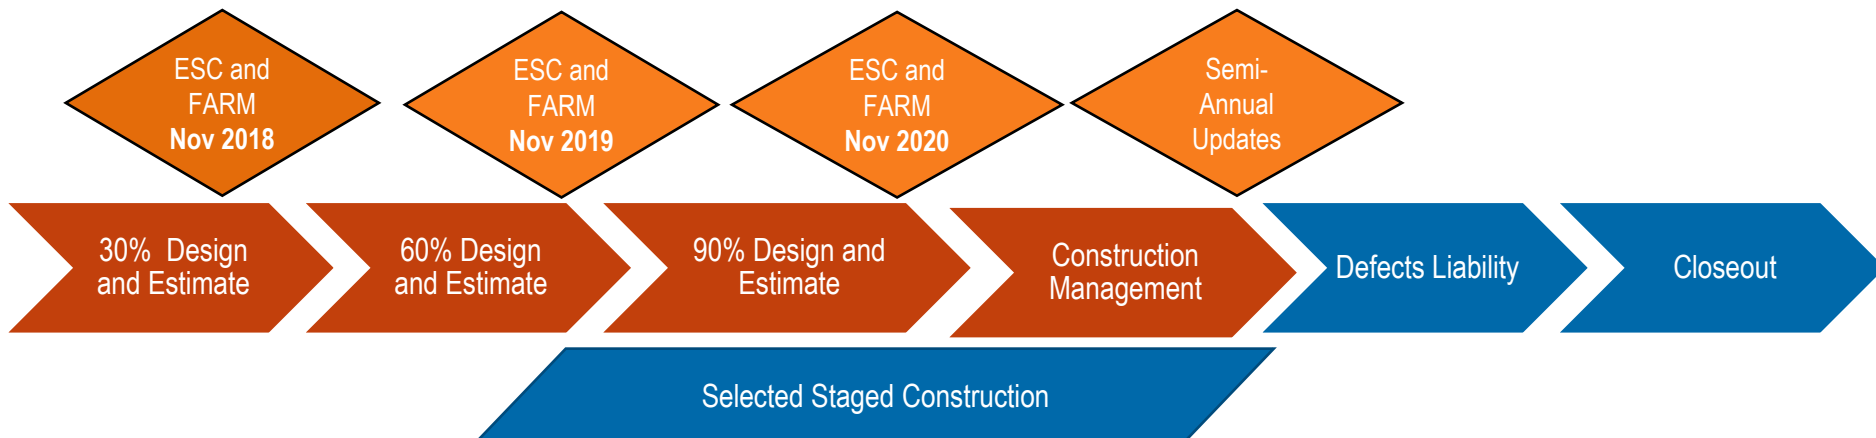 ESC and
FARM
Nov 2018
ESC and
FARM
Nov 2019
ESC and
FARM
Nov 2020
Semi-
Annual
Updates
30% Design
and Estimate
60% Design
and Estimate
90% Design and
Estimate
Construction
Management
Defects Liability
Closeout
Selected Staged Construction